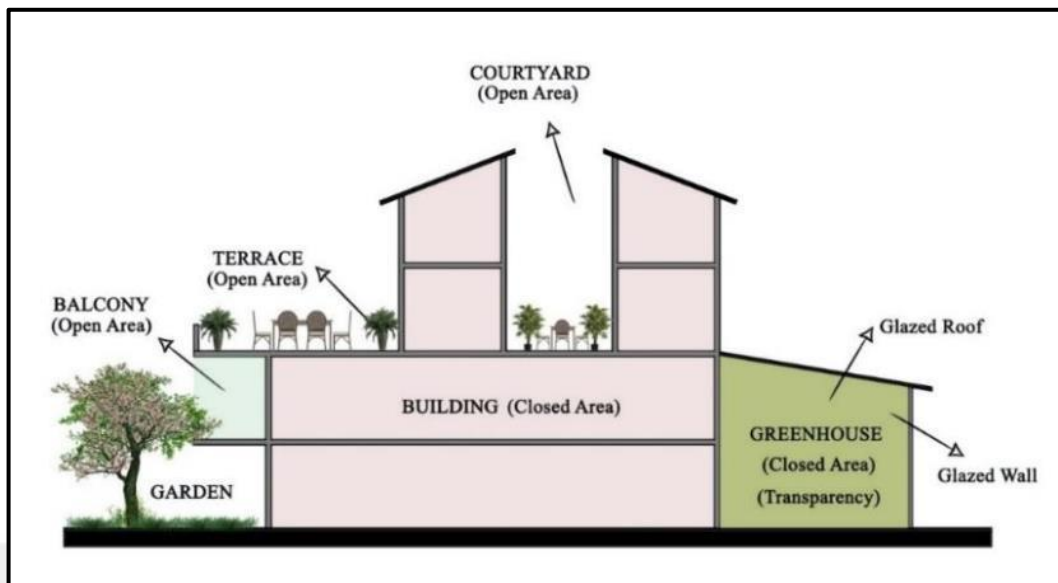 COURTYARD
(Open Area)
TERRACE
(Open Area)
BALCONY
(Open Area)
Glazed Roof
BUILDING (Closed Area)
GREENHOUSE
(Closed Area)
(Transparency)
Glazed Wall
GARDEN